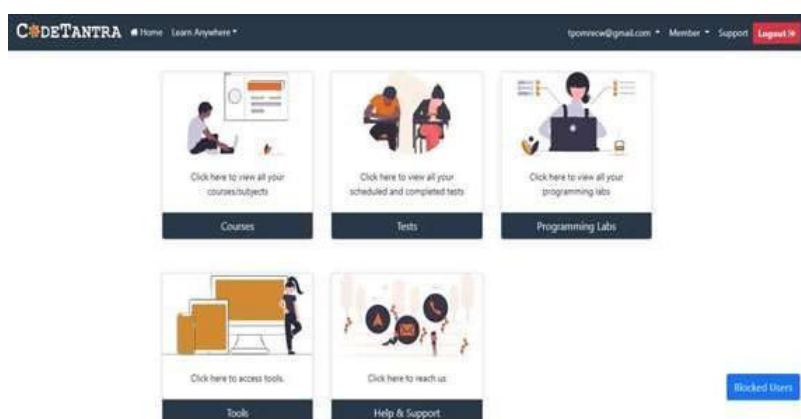 CODETANTRA Home Learn Anywhere tpomrecw@gmail.com Member Support Logout
Click here to view all your
courses/subjects
Courses
Click here to view all your
scheduled and completed tests
Tests
Click here to view all your
programming labs
Programming Labs
Click here to access tools.
Tools
Click here to reach us
Help & Support
Blocked Users